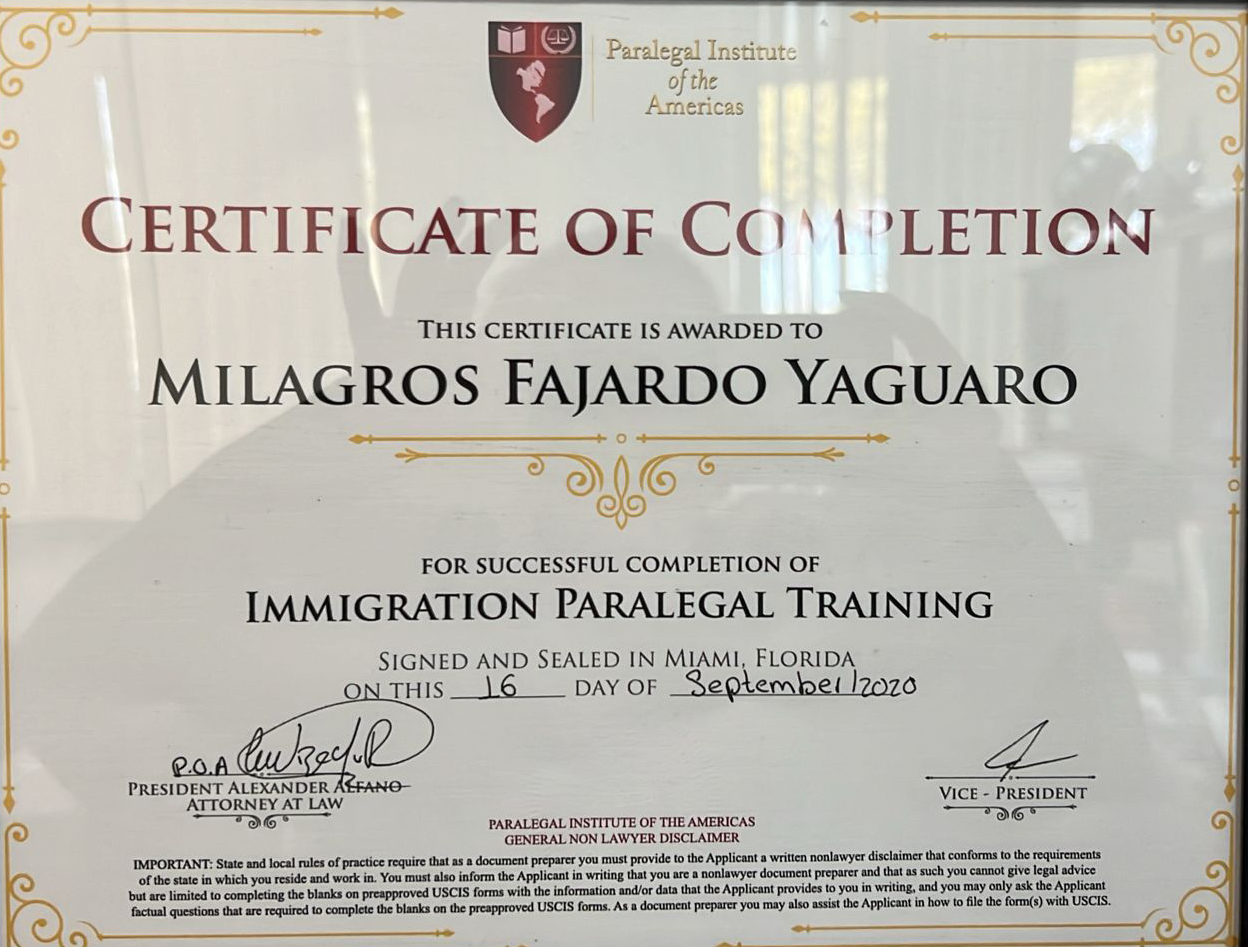 Paralegal Institute
of the
Americas
CERTIFICATE OF COMPLETION
THIS CERTIFICATE IS AWARDED TO
MILAGROS FAJARDO YAGUARO
FOR SUCCESSFUL COMPLETION OF
IMMIGRATION PARALEGAL TRAINING
SIGNED AND SEALED IN MIAMI, FLORIDA
ON THIS 16 DAY OF September/2020
P.O.A
PRESIDENT ALEXANDER ALFANO
ATTORNEY AT LAW
VICE - PRESIDENT
PARALEGAL INSTITUTE OF THE AMERICAS
GENERAL NON LAWYER DISCLAIMER
IMPORTANT: State and local rules of practice require that as a document preparer you must provide to the Applicant a written nonlawyer disclaimer that conforms to the requirements
of the state in which you reside and work in. You must also inform the Applicant in writing that you are a nonlawyer document preparer and that as such you cannot give legal advice
but are limited to completing the blanks on preapproved USCIS forms with the information and/or data that the Applicant provides to you in writing, and you may only ask the Applicant
factual questions that are required to complete the blanks on the preapproved USCIS forms. As a document preparer you may also assist the Applicant in how to file the form(s) with USCIS.